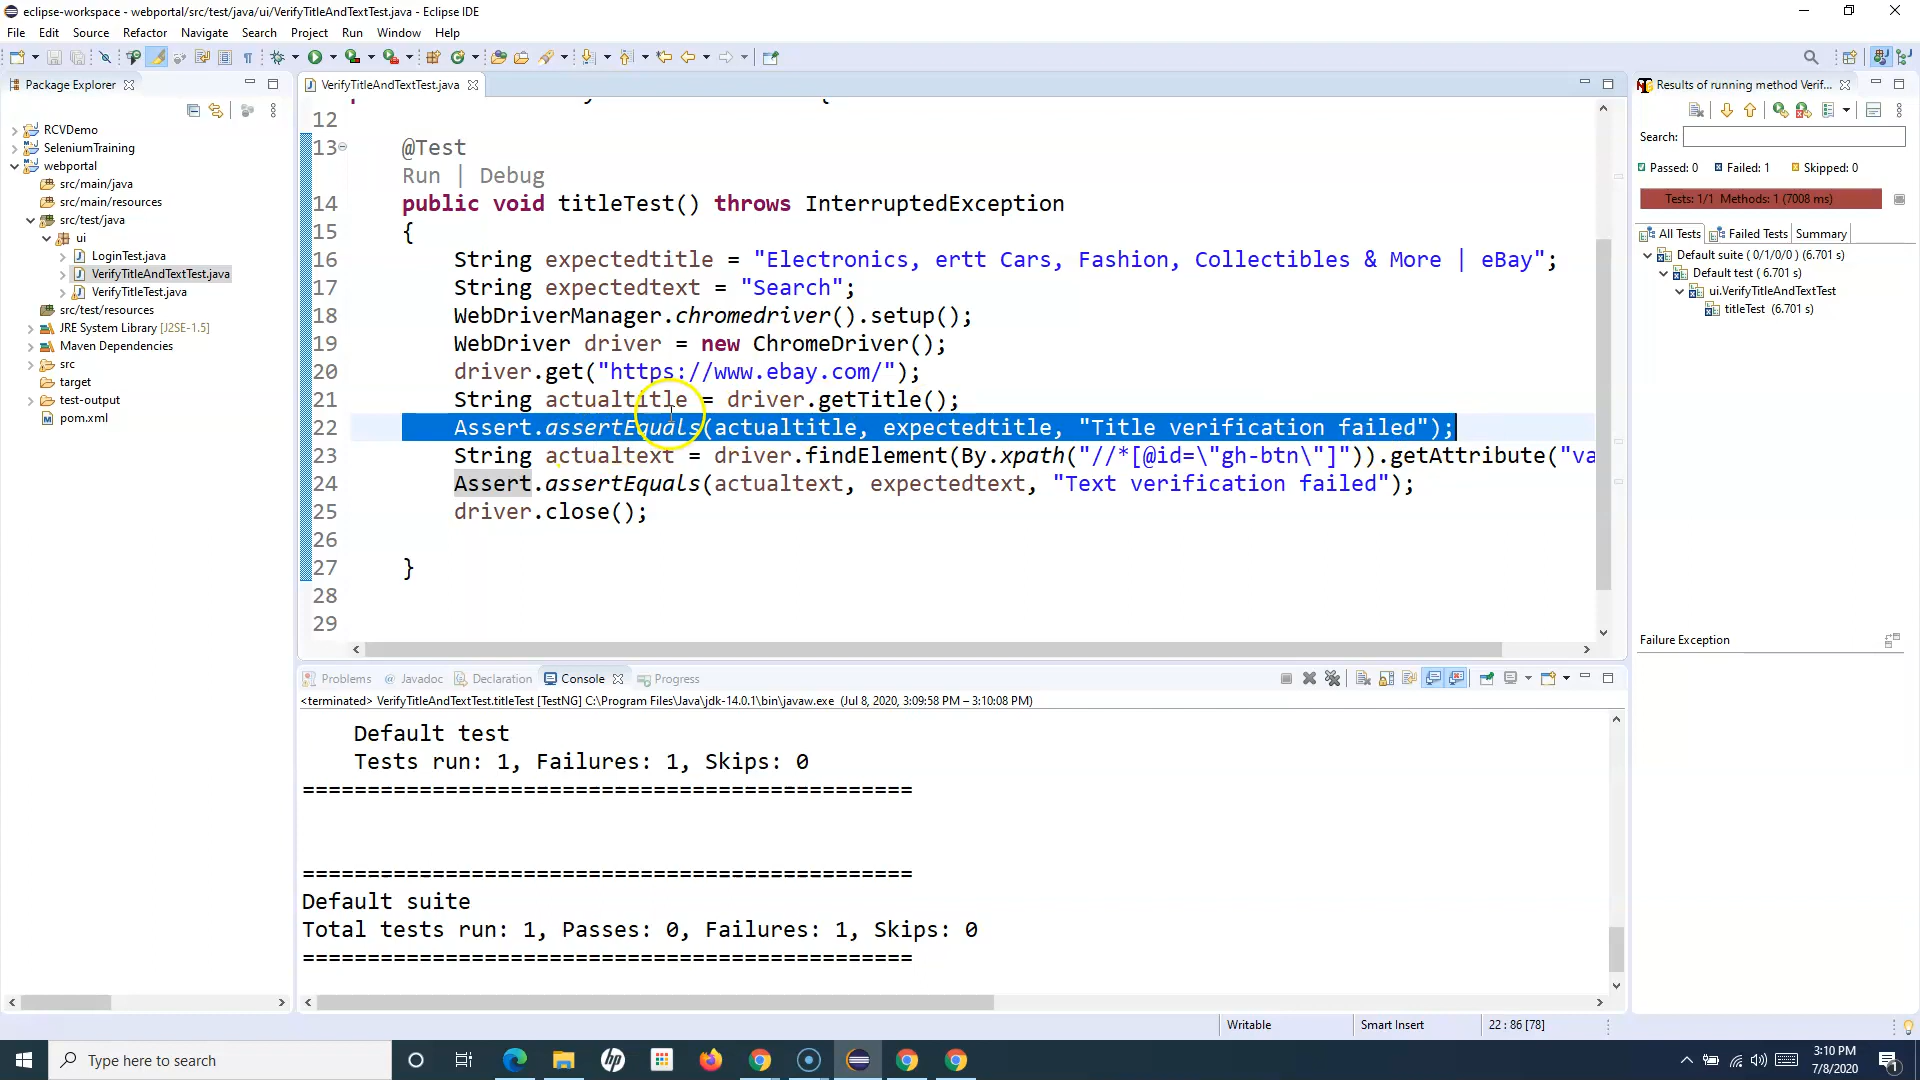 eclipse-workspace - webportal/src/test/java/ui/VerifyTitleAndTextTest.java - Eclipse IDE
File Edit Source Refactor Navigate Search Project Run Window Help
Package Explorer
RCVDemo
SeleniumTraining
webportal
src/main/java
src/main/resources
src/test/java
ui
LoginTest.java
VerifyTitleAndTextTest.java
VerifyTitleTest.java
src/test/resources
JRE System Library [J2SE-1.5]
Maven Dependencies
src
target
test-output
pom.xml
VerifyTitleAndTextTest.java
12
13 @Test
Run | Debug
14 public void titleTest() throws InterruptedException
15 {
16 String expectedtitle = "Electronics, ertt Cars, Fashion, Collectibles & More | eBay";
17 String expectedtext = "Search";
18 WebDriverManager.chromedriver().setup();
19 WebDriver driver = new ChromeDriver();
20 driver.get("https://www.ebay.com/");
21 String actualtitle = driver.getTitle();
22 Assert.assertEquals(actualtitle, expectedtitle, "Title verification failed");
23 String actualtext = driver.findElement(By.xpath("//*[@id=\"gh-btn\"]")).getAttribute("va
24 Assert.assertEquals(actualtext, expectedtext, "Text verification failed");
25 driver.close();
26
27 }
28
29
Problems @ Javadoc Declaration Console Progress
<terminated> VerifyTitleAndTextTest.titleTest [TestNG] C:\Program Files\Java\jdk-14.0.1\bin\javaw.exe (Jul 8, 2020, 3:09:58 PM – 3:10:08 PM)
Default test
Tests run: 1, Failures: 1, Skips: 0
===============================================
===============================================
Default suite
Total tests run: 1, Passes: 0, Failures: 1, Skips: 0
===============================================
Results of running method Verif...
Search:
Passed: 0 Failed: 1 Skipped: 0
Tests: 1/1 Methods: 1 (7008 ms)
All Tests Failed Tests Summary
Default suite ( 0/1/0/0 ) (6.701 s)
Default test ( 6.701 s)
ui.VerifyTitleAndTextTest
titleTest (6.701 s)
Failure Exception
Writable Smart Insert 22 : 86 [78]
Type here to search
hp
3:10 PM
7/8/2020
1